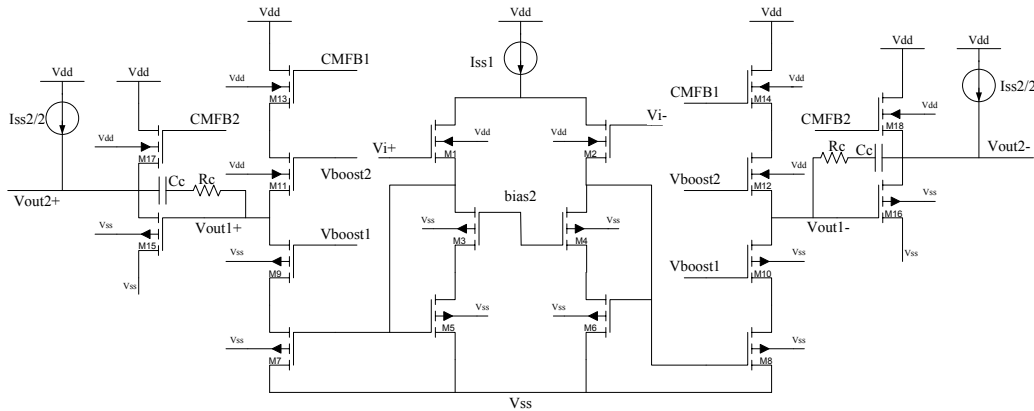 Vdd
Vdd
Vdd
Vdd
CMFB1
Iss1
Vdd
Vdd
Vdd
Vdd
M13
CMFB1
Vdd
M14
Iss2/2
CMFB2
Vdd
M17
Vi+
Vdd
M1
Vdd
M2
Vi-
CMFB2
Vdd
M18
Iss2/2
Vdd
M11
Vboost2
Vboost2
Vdd
M12
Rc
Cc
Vout2-
Cc
Rc
Vout2+
bias2
Vss
M15
Vout1+
Vss
M3
Vss
M4
Vout1-
Vss
M16
Vss
M9
Vboost1
Vboost1
Vss
M10
Vss
Vss
Vss
M7
Vss
M5
Vss
M6
Vss
M8
Vss